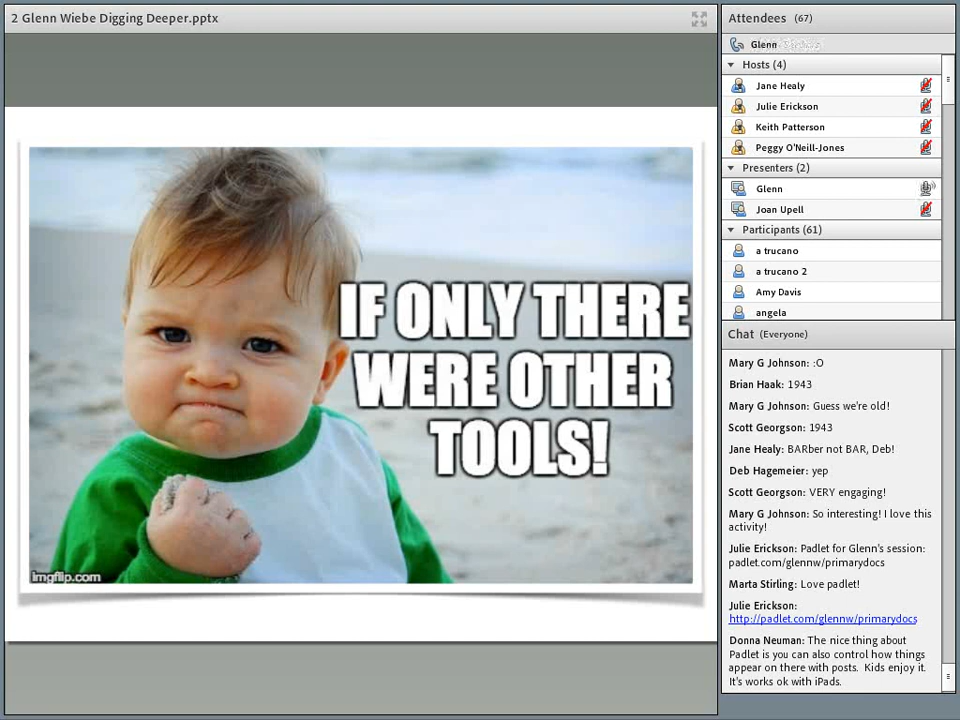 2 Glenn Wiebe Digging Deeper.pptx
IF ONLY THERE
WERE OTHER
TOOLS!
imgflip.com
Attendees (67)
Glenn
Hosts (4)
Jane Healy
Julie Erickson
Keith Patterson
Peggy O'Neill-Jones
Presenters (2)
Glenn
Joan Upell
Participants (61)
a trucano
a trucano 2
Amy Davis
angela
Chat (Everyone)
Mary G Johnson: :O
Brian Haak: 1943
Mary G Johnson: Guess we're old!
Scott Georgson: 1943
Jane Healy: BARber not BAR, Deb!
Deb Hagemeier: yep
Scott Georgson: VERY engaging!
Mary G Johnson: So interesting! I love this
activity!
Julie Erickson: Padlet for Glenn's session:
padlet.com/glennw/primarydocs
Marta Stirling: Love padlet!
Julie Erickson:
http://padlet.com/glennw/primarydocs
Donna Neuman: The nice thing about
Padlet is you can also control how things
appear on there with posts.  Kids enjoy it.
It's works ok with iPads.